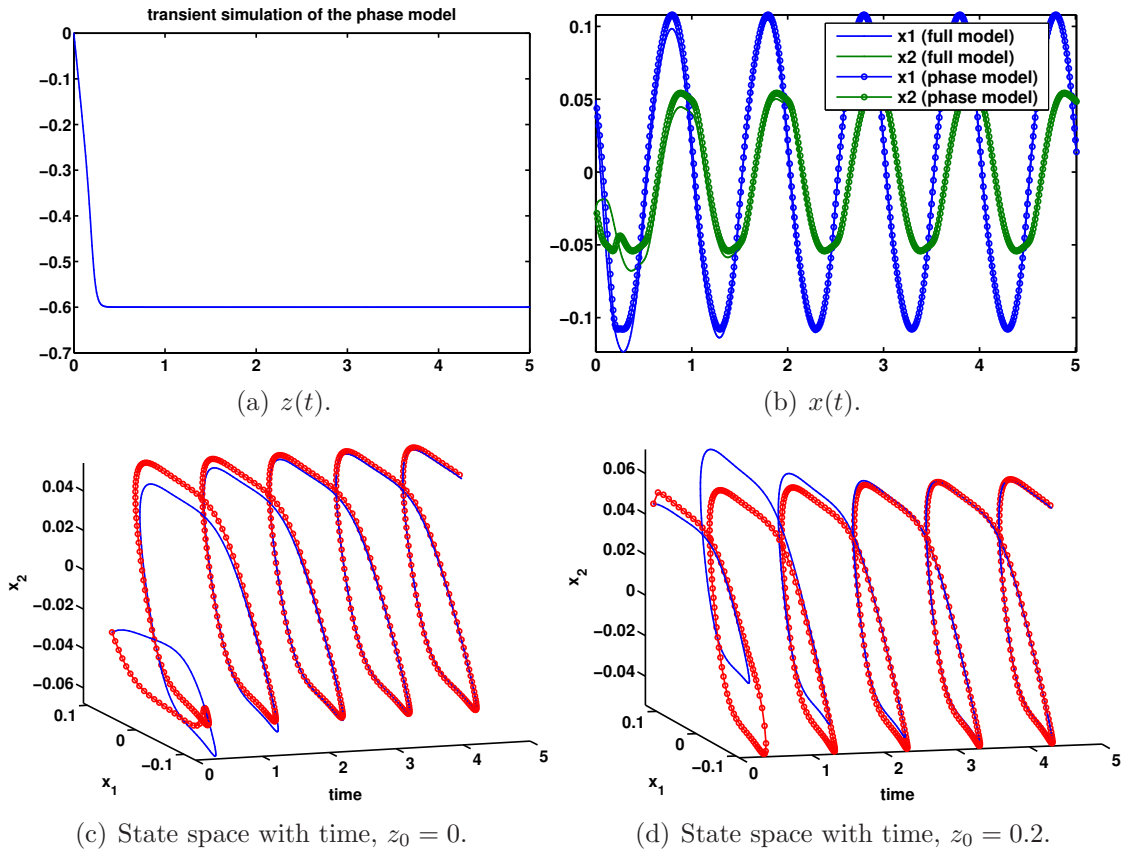 transient simulation of the phase model
0
−0.1
−0.2
−0.3
−0.4
−0.5
−0.6
−0.7
0 1 2 3 4 5
(a) z(t).
0.1
0.05
0
−0.05
−0.1
x1 (full model)
x2 (full model)
x1 (phase model)
x2 (phase model)
0 1 2 3 4 5
(b) x(t).
0.04
0.02
0
−0.02
−0.04
−0.06
x2
0.1
0
−0.1
x1
0 1 2 3 4 5
time
(c) State space with time, z0 = 0.
0.06
0.04
0.02
0
−0.02
−0.04
x2
0.1
0
−0.1
x1
0 1 2 3 4 5
time
(d) State space with time, z0 = 0.2.